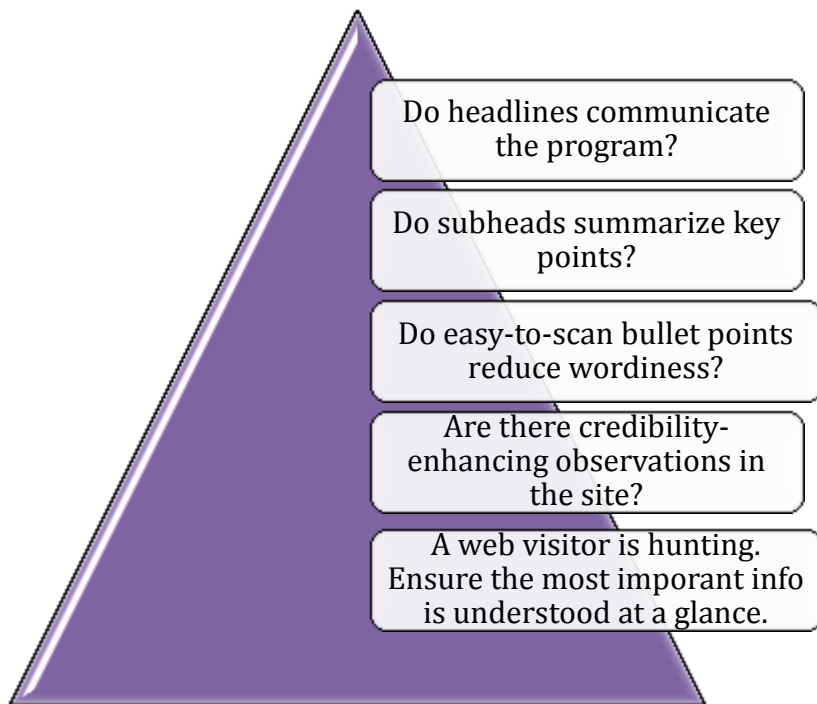 Do headlines communicate
the program?
Do subheads summarize key
points?
Do easy-to-scan bullet points
reduce wordiness?
Are there credibility-
enhancing observations in
the site?
A web visitor is hunting.
Ensure the most imporant info
is understood at a glance.